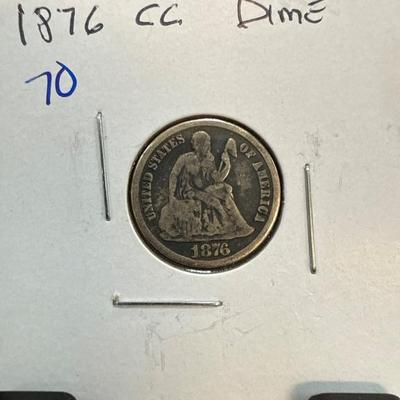 1876 CC. DIME
70
UNITED STATES OF AMERICA
1876